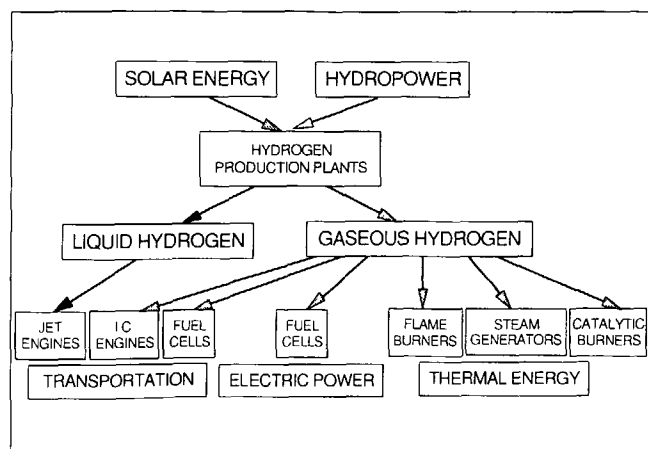 SOLAR ENERGY
HYDROPOWER
HYDROGEN
PRODUCTION PLANTS
LIQUID HYDROGEN
GASEOUS HYDROGEN
JET
ENGINES
I C
ENGINES
FUEL
CELLS
FUEL
CELLS
FLAME
BURNERS
STEAM
GENERATORS
CATALYTIC
BURNERS
TRANSPORTATION
ELECTRIC POWER
THERMAL ENERGY